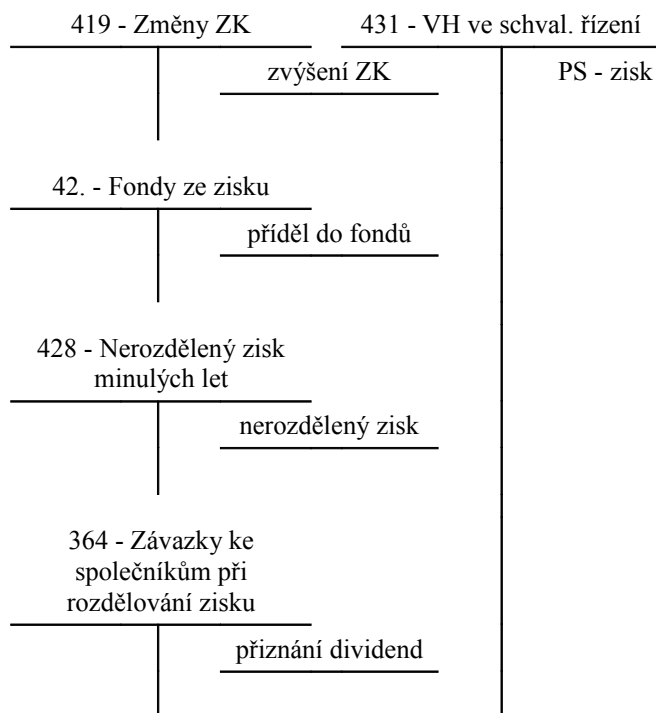 419 - Změny ZK
431 - VH ve schval. řízení
zvýšení ZK
PS - zisk
42. - Fondy ze zisku
příděl do fondů
428 - Nerozdělený zisk
minulých let
nerozdělený zisk
364 - Závazky ke
společníkům při
rozdělování zisku
přiznání dividend